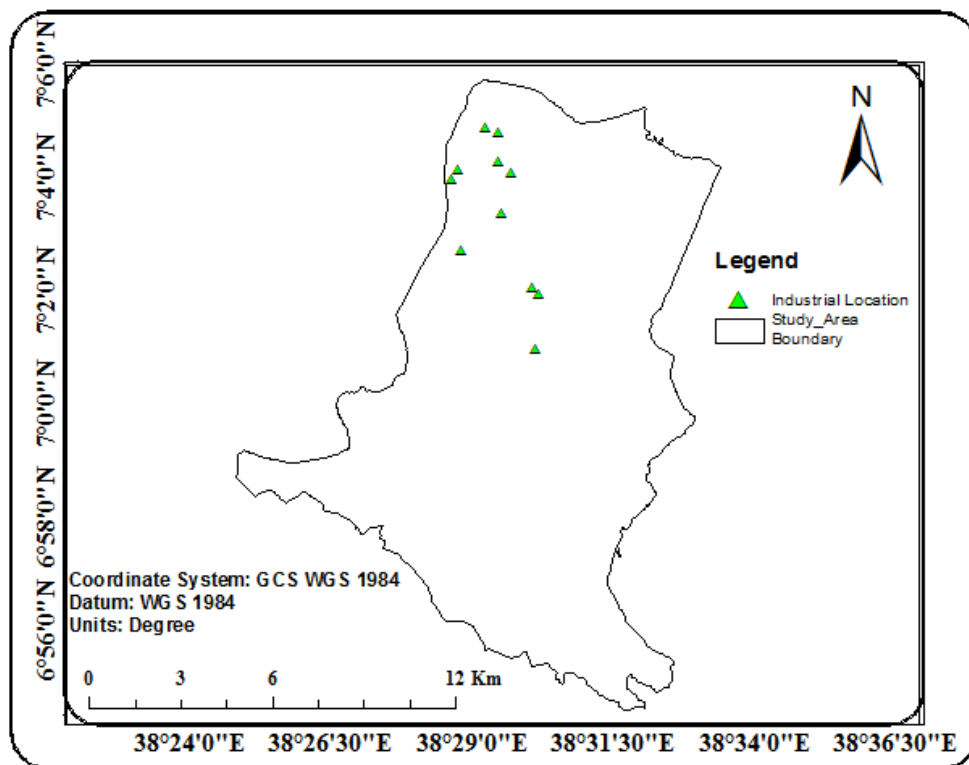 7°6'0"N
7°4'0"N
7°2'0"N
7°0'0"N
6°58'0"N
6°56'0"N
N
Legend
Industrial Location
Study_Area
Boundary
Coordinate System: GCS WGS 1984
Datum: WGS 1984
Units: Degree
0 3 6 12 Km
38°24'0"E 38°26'30"E 38°29'0"E 38°31'30"E 38°34'0"E 38°36'30"E